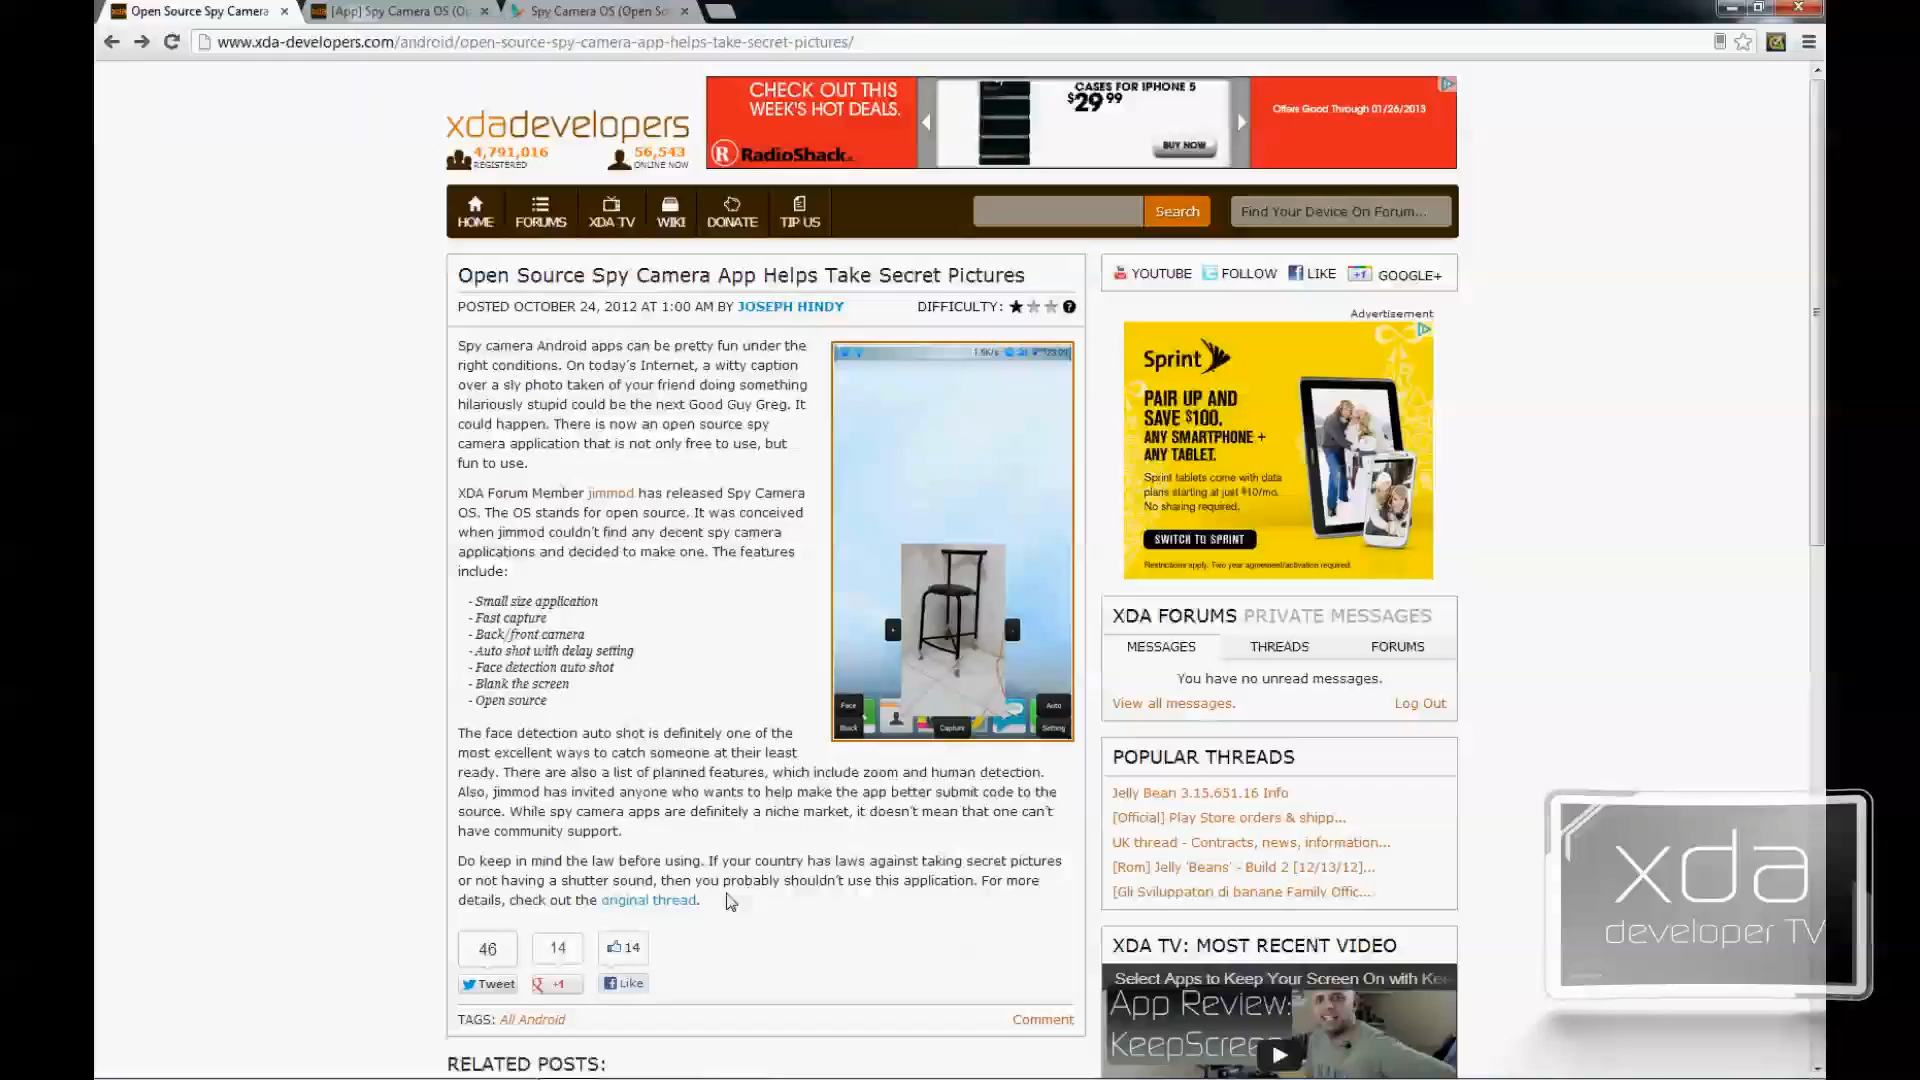 Open Source Spy Camera
[App] Spy Camera OS (O
Spy Camera OS (Open So
www.xda-developers.com/android/open-source-spy-camera-app-helps-take-secret-pictures/
xdadevelopers
4,791,016
REGISTERED
56,543
ONLINE NOW
CHECK OUT THIS
WEEK'S HOT DEALS.
R RadioShack.
CASES FOR IPHONE 5
$29 99
BUY NOW
Offers Good Through 01/26/2013
HOME
FORUMS
XDA TV
WIKI
DONATE
TIP US
Search
Find Your Device On Forum...
Open Source Spy Camera App Helps Take Secret Pictures
POSTED OCTOBER 24, 2012 AT 1:00 AM BY JOSEPH HINDY
DIFFICULTY:
Spy camera Android apps can be pretty fun under the
right conditions. On today's Internet, a witty caption
over a sly photo taken of your friend doing something
hilariously stupid could be the next Good Guy Greg. It
could happen. There is now an open source spy
camera application that is not only free to use, but
fun to use.
XDA Forum Member jimmod has released Spy Camera
OS. The OS stands for open source. It was conceived
when jimmod couldn't find any decent spy camera
applications and decided to make one. The features
include:
- Small size application
- Fast capture
- Back/front camera
- Auto shot with delay setting
- Face detection auto shot
- Blank the screen
- Open source
Face
Black
Capture
Auto
Setting
The face detection auto shot is definitely one of the
most excellent ways to catch someone at their least
ready. There are also a list of planned features, which include zoom and human detection.
Also, jimmod has invited anyone who wants to help make the app better submit code to the
source. While spy camera apps are definitely a niche market, it doesn't mean that one can't
have community support.
Do keep in mind the law before using. If your country has laws against taking secret pictures
or not having a shutter sound, then you probably shouldn't use this application. For more
details, check out the original thread.
46
14
14
Tweet
+1
Like
TAGS: All Android
Comment
RELATED POSTS:
YOUTUBE
FOLLOW
LIKE
+1 GOOGLE+
Advertisement
Sprint
PAIR UP AND
SAVE $100.
ANY SMARTPHONE +
ANY TABLET.
Sprint tablets come with data
plans starting at just $10/mo.
No sharing required.
SWITCH TO SPRINT
Restrictions apply. Two year agreement/activation required.
XDA FORUMS PRIVATE MESSAGES
MESSAGES
THREADS
FORUMS
You have no unread messages.
View all messages.
Log Out
POPULAR THREADS
Jelly Bean 3.15.651.16 Info
[Official] Play Store orders & shipp...
UK thread - Contracts, news, information...
[Rom] Jelly 'Beans' - Build 2 [12/13/12]...
[Gli Sviluppatori di banane Family Offic...
XDA TV: MOST RECENT VIDEO
Select Apps to Keep Your Screen On with Ke
App Review:
KeepScree
xda
developer TV